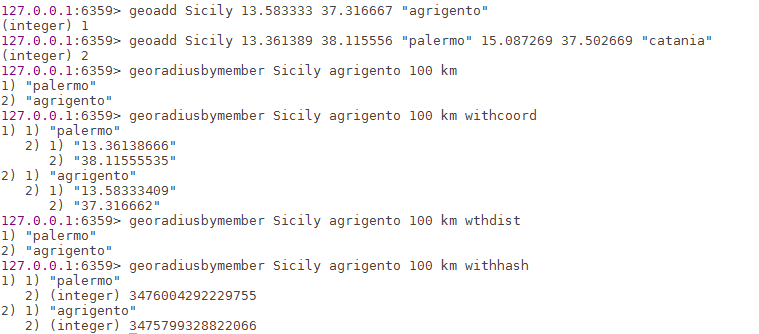 127.0.0.1:6359> geoadd Sicily 13.583333 37.316667 "agrigento"
(integer) 1
127.0.0.1:6359> geoadd Sicily 13.361389 38.115556 "palermo" 15.087269 37.502669 "catania"
(integer) 2
127.0.0.1:6359> georadiusbymember Sicily agrigento 100 km
1) "palermo"
2) "agrigento"
127.0.0.1:6359> georadiusbymember Sicily agrigento 100 km withcoord
1) 1) "palermo"
   2) 1) "13.36138666"
      2) "38.11555535"
2) 1) "agrigento"
   2) 1) "13.58333409"
      2) "37.316662"
127.0.0.1:6359> georadiusbymember Sicily agrigento 100 km wthdist
1) "palermo"
2) "agrigento"
127.0.0.1:6359> georadiusbymember Sicily agrigento 100 km withhash
1) 1) "palermo"
   2) (integer) 3476004292229755
2) 1) "agrigento"
   2) (integer) 3475799328822066